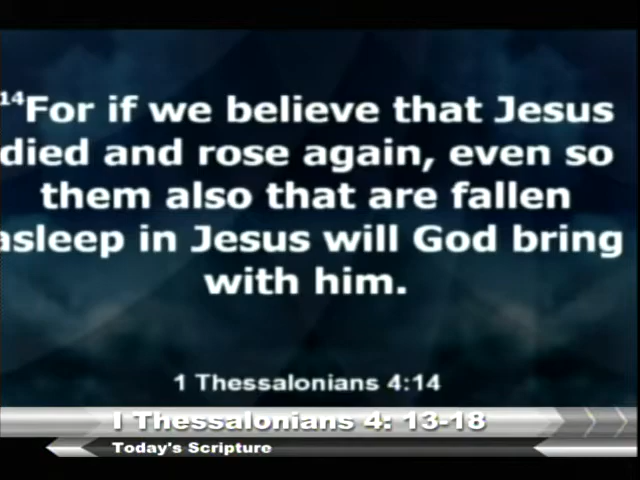 14For if we believe that Jesus
died and rose again, even so
them also that are fallen
asleep in Jesus will God bring
with him.
1 Thessalonians 4:14
I Thessalonians 4: 13-18
Today's Scripture